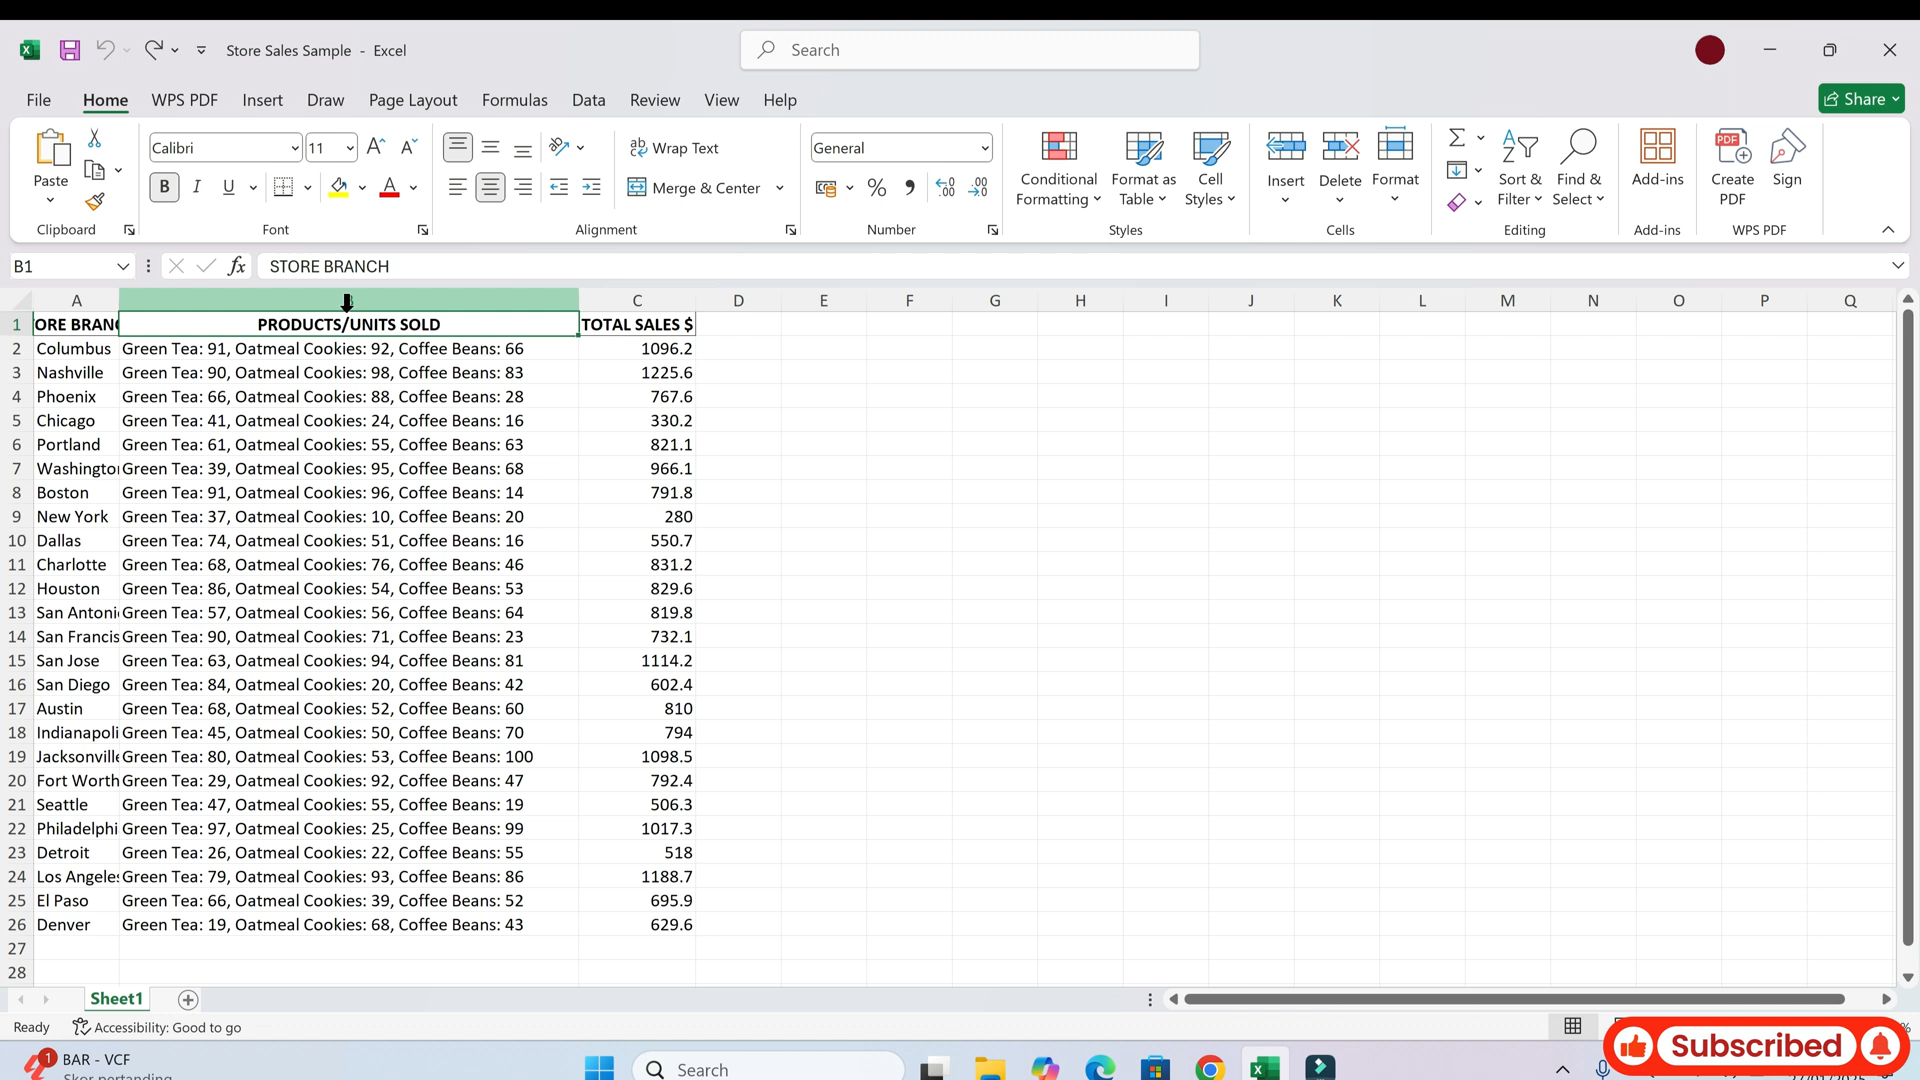 Store Sales Sample - Excel
Search
File Home WPS PDF Insert Draw Page Layout Formulas Data Review View Help
Share
Paste
Clipboard
Calibri 11
B I U A
Font
Wrap Text
Merge & Center
Alignment
General
Number
Conditional Formatting
Format as Table
Cell Styles
Styles
Insert
Delete
Format
Cells
Sort & Filter
Find & Select
Editing
Add-ins
Add-ins
Create PDF
Sign
WPS PDF
B1 fx STORE BRANCH
A C D E F G H I J K L M N O P Q
1 ORE BRANC PRODUCTS/UNITS SOLD TOTAL SALES $
2 Columbus Green Tea: 91, Oatmeal Cookies: 92, Coffee Beans: 66 1096.2
3 Nashville Green Tea: 90, Oatmeal Cookies: 98, Coffee Beans: 83 1225.6
4 Phoenix Green Tea: 66, Oatmeal Cookies: 88, Coffee Beans: 28 767.6
5 Chicago Green Tea: 41, Oatmeal Cookies: 24, Coffee Beans: 16 330.2
6 Portland Green Tea: 61, Oatmeal Cookies: 55, Coffee Beans: 63 821.1
7 Washingto Green Tea: 39, Oatmeal Cookies: 95, Coffee Beans: 68 966.1
8 Boston Green Tea: 91, Oatmeal Cookies: 96, Coffee Beans: 14 791.8
9 New York Green Tea: 37, Oatmeal Cookies: 10, Coffee Beans: 20 280
10 Dallas Green Tea: 74, Oatmeal Cookies: 51, Coffee Beans: 16 550.7
11 Charlotte Green Tea: 68, Oatmeal Cookies: 76, Coffee Beans: 46 831.2
12 Houston Green Tea: 86, Oatmeal Cookies: 54, Coffee Beans: 53 829.6
13 San Antoni Green Tea: 57, Oatmeal Cookies: 56, Coffee Beans: 64 819.8
14 San Francis Green Tea: 90, Oatmeal Cookies: 71, Coffee Beans: 23 732.1
15 San Jose Green Tea: 63, Oatmeal Cookies: 94, Coffee Beans: 81 1114.2
16 San Diego Green Tea: 84, Oatmeal Cookies: 20, Coffee Beans: 42 602.4
17 Austin Green Tea: 68, Oatmeal Cookies: 52, Coffee Beans: 60 810
18 Indianapoli Green Tea: 45, Oatmeal Cookies: 50, Coffee Beans: 70 794
19 Jacksonville Green Tea: 80, Oatmeal Cookies: 53, Coffee Beans: 100 1098.5
20 Fort Worth Green Tea: 29, Oatmeal Cookies: 92, Coffee Beans: 47 792.4
21 Seattle Green Tea: 47, Oatmeal Cookies: 55, Coffee Beans: 19 506.3
22 Philadelphi Green Tea: 97, Oatmeal Cookies: 25, Coffee Beans: 99 1017.3
23 Detroit Green Tea: 26, Oatmeal Cookies: 22, Coffee Beans: 55 518
24 Los Angeles Green Tea: 79, Oatmeal Cookies: 93, Coffee Beans: 86 1188.7
25 El Paso Green Tea: 66, Oatmeal Cookies: 39, Coffee Beans: 52 695.9
26 Denver Green Tea: 19, Oatmeal Cookies: 68, Coffee Beans: 43 629.6
27
28
Sheet1
Ready Accessibility: Good to go
Subscribed
1 BAR - VCF
Skor pertanding
Search